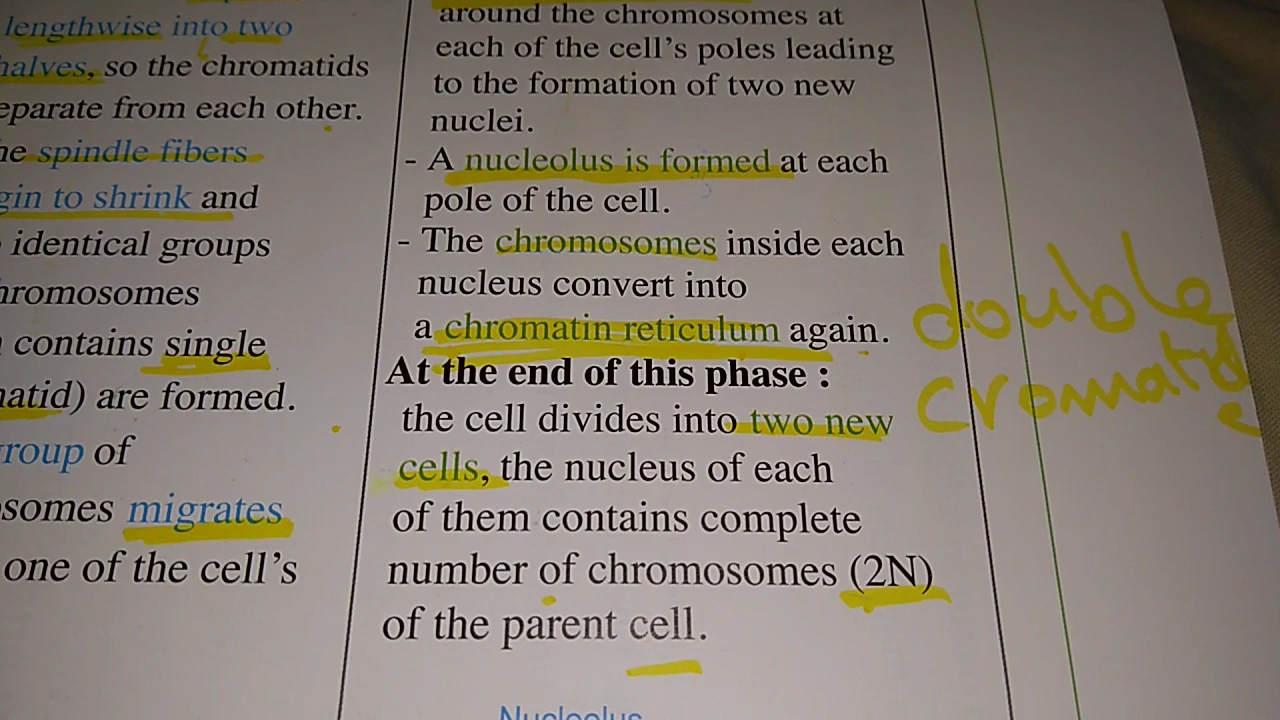 lengthwise into two
halves, so the chromatids
eparate from each other.
he spindle fibers
gin to shrink and
identical groups
hromosomes
contains single
natid) are formed.
group of
osomes migrates
one of the cell's
around the chromosomes at
each of the cell's poles leading
to the formation of two new
nuclei.
- A nucleolus is formed at each
pole of the cell.
- The chromosomes inside each
nucleus convert into
a chromatin reticulum again.
At the end of this phase :
the cell divides into two new
cells, the nucleus of each
of them contains complete
number of chromosomes (2N)
of the parent cell.
Nucleolus
double